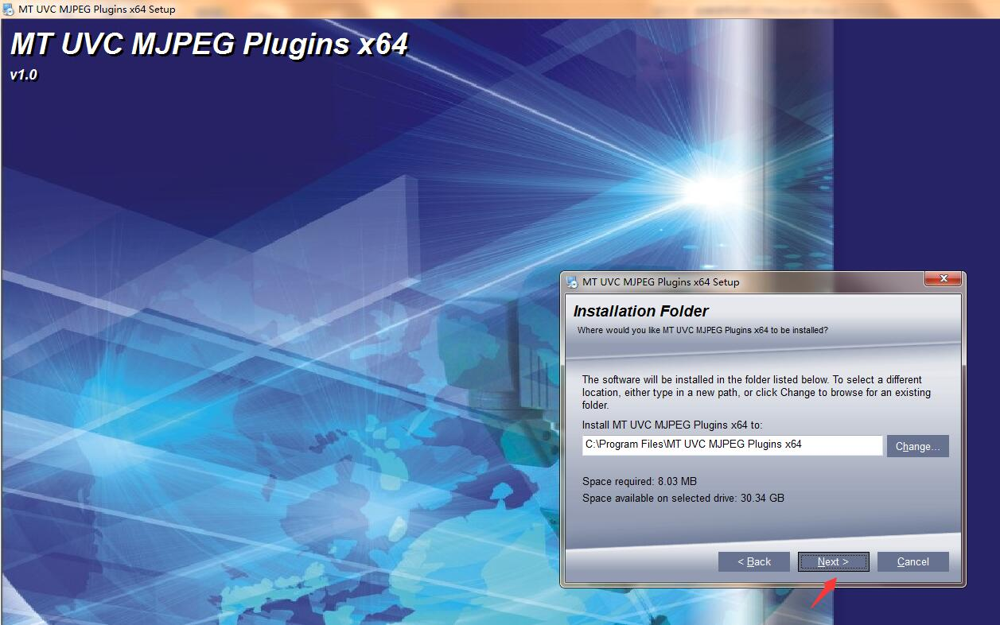 MT UVC MJPEG Plugins x64 Setup
MT UVC MJPEG Plugins x64
v1.0
MT UVC MJPEG Plugins x64 Setup
Installation Folder
Where would you like MT UVC MJPEG Plugins x64 to be installed?
The software will be installed in the folder listed below. To select a different
location, either type in a new path, or click Change to browse for an existing
folder.
Install MT UVC MJPEG Plugins x64 to:
C:\Program Files\MT UVC MJPEG Plugins x64
Change...
Space required: 8.03 MB
Space available on selected drive: 30.34 GB
< Back
Next >
Cancel